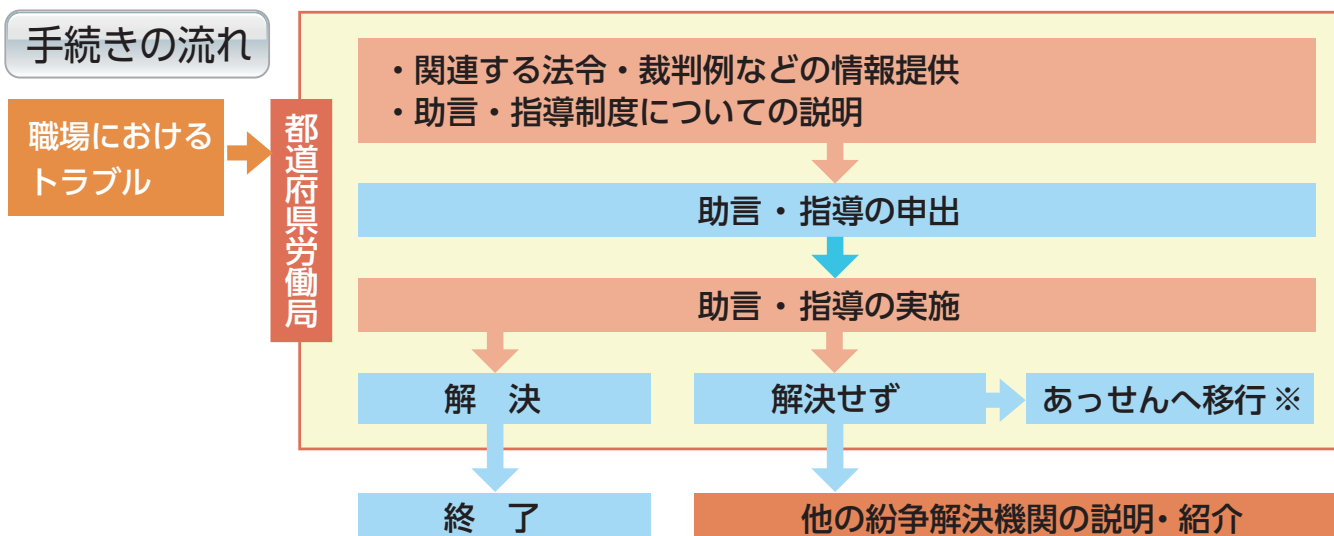 手続きの流れ
職場における
トラブル
都道府県労働局
・関連する法令・裁判例などの情報提供
・助言・指導制度についての説明
助言・指導の申出
助言・指導の実施
解　決
解決せず
あっせんへ移行※
終　了
他の紛争解決機関の説明・紹介